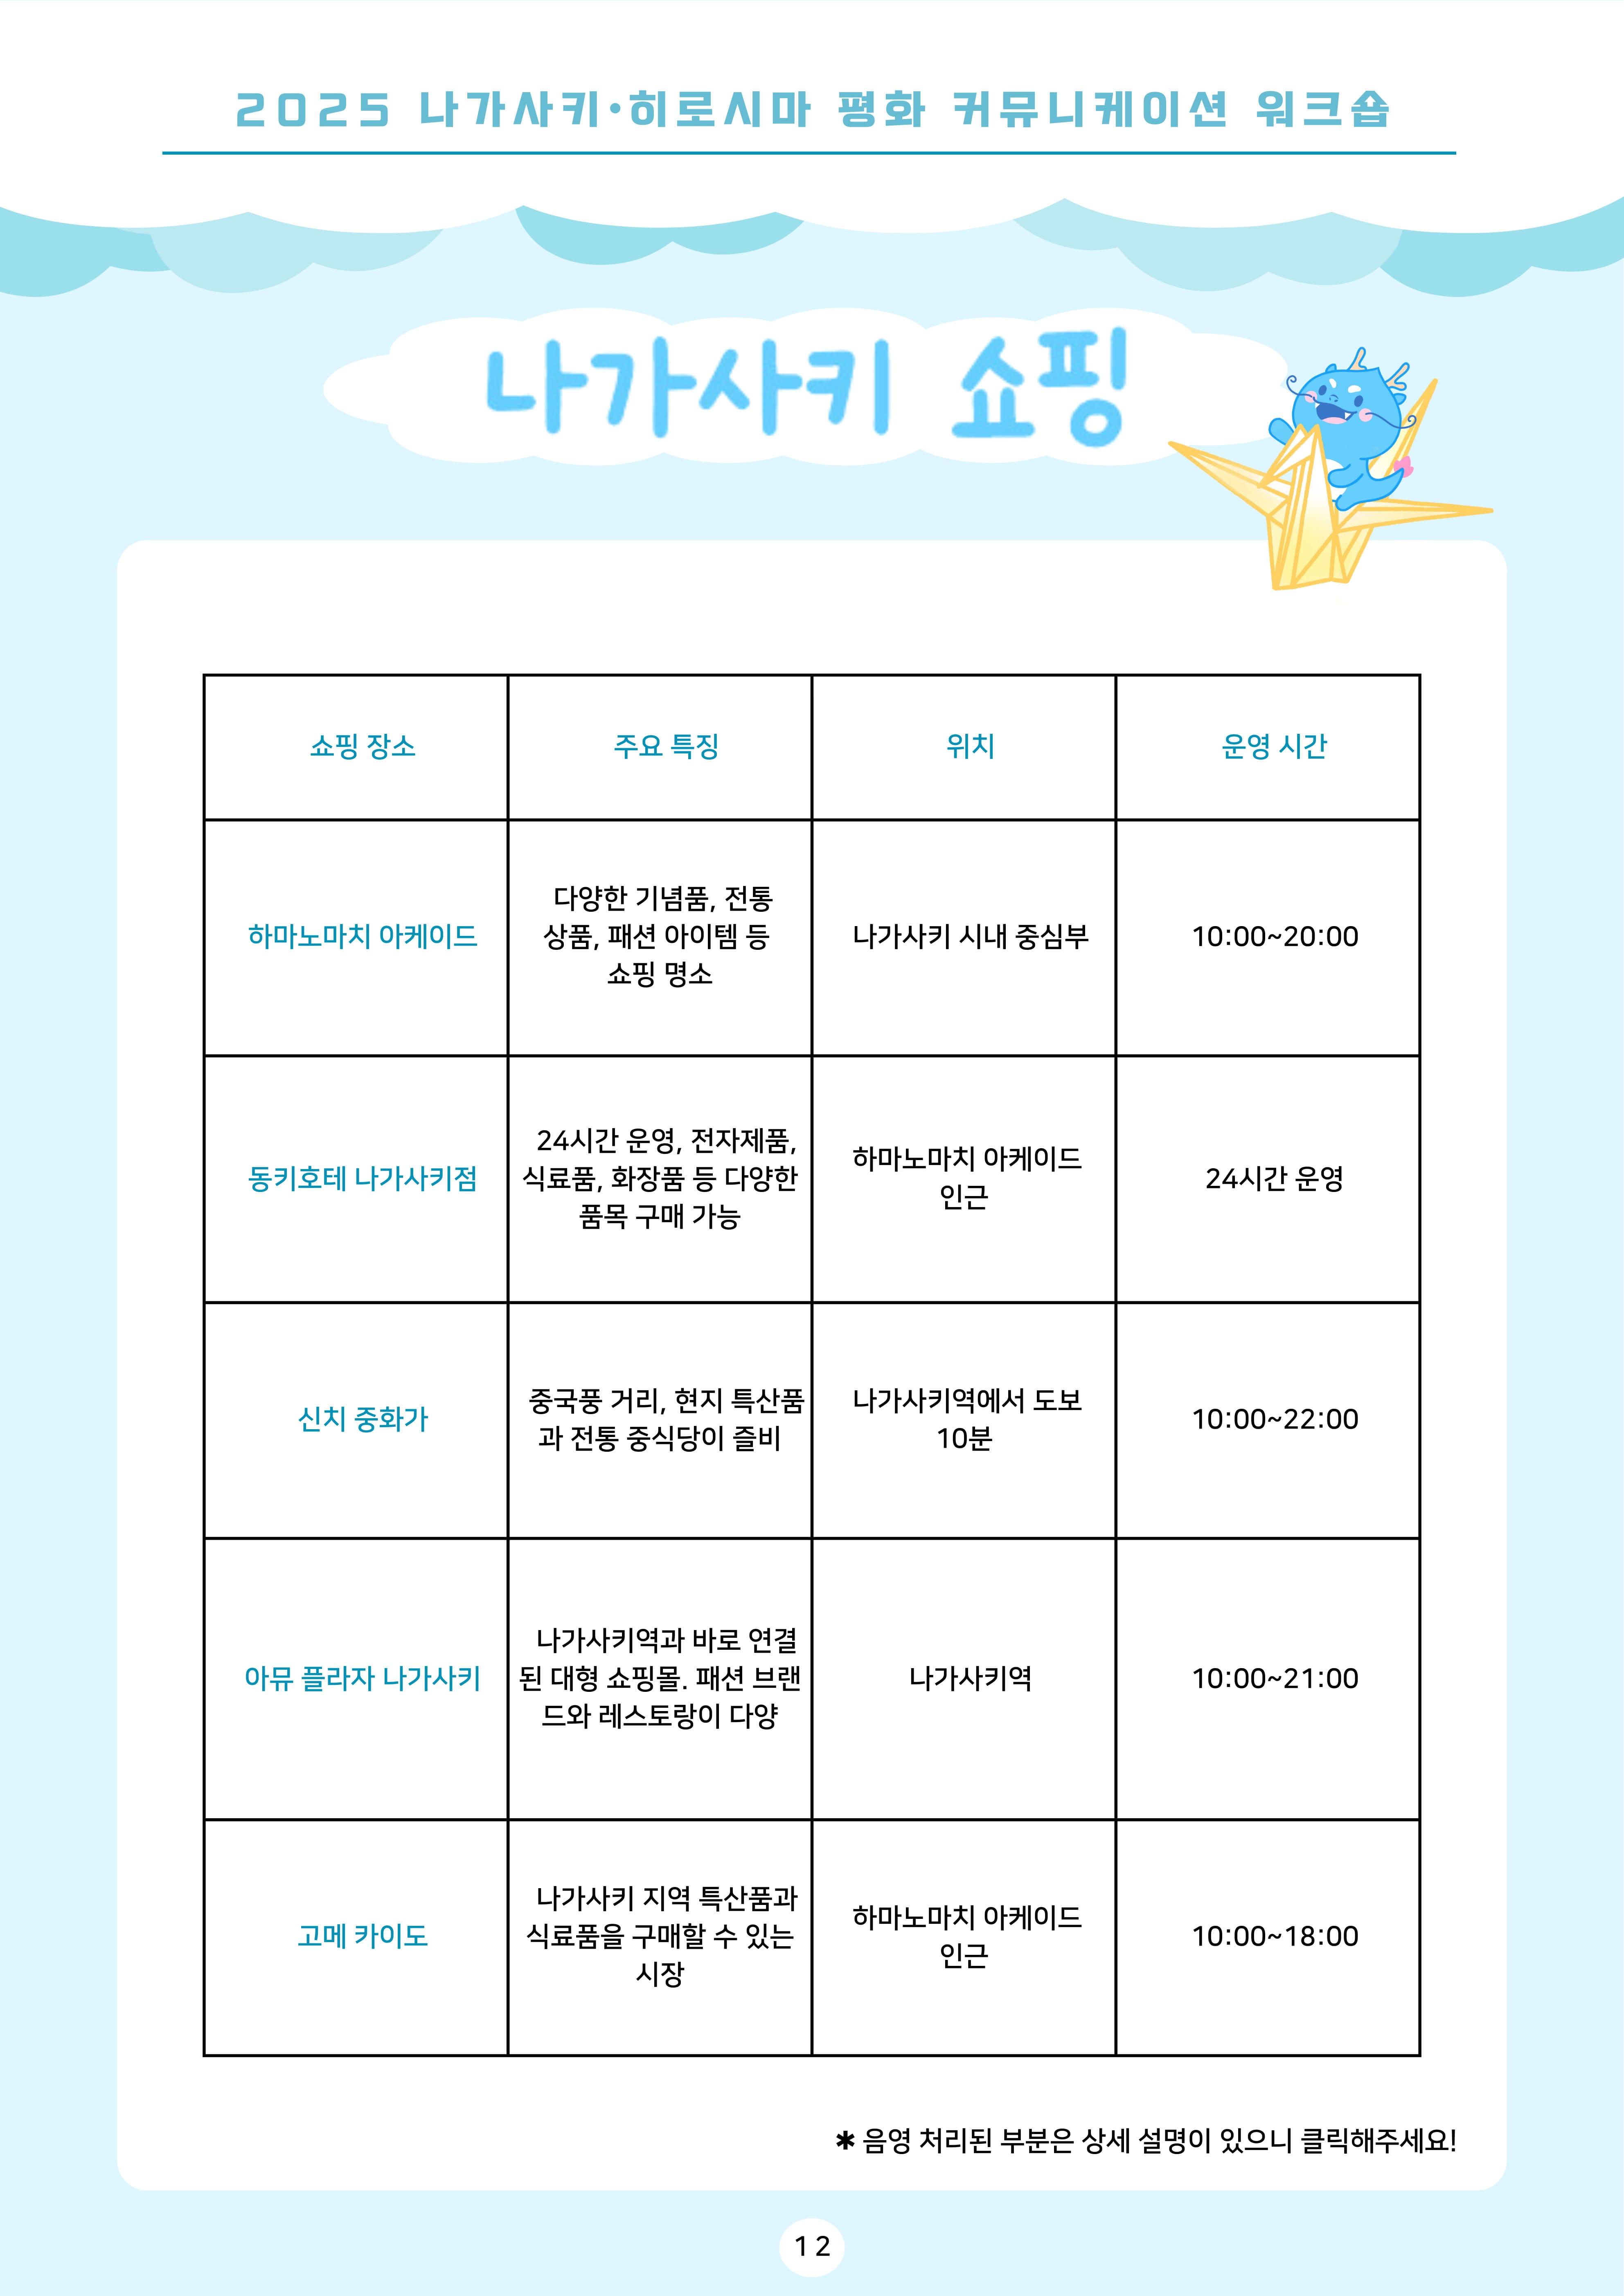 2025 나가사키·히로시마 평화 커뮤니케이션 워크숍
나가사키 쇼핑
쇼핑 장소
주요 특징
위치
운영 시간
하마노마치 아케이드
다양한 기념품, 전통
상품, 패션 아이템 등
쇼핑 명소
나가사키 시내 중심부
10:00~20:00
동키호테 나가사키점
24시간 운영, 전자제품,
식료품, 화장품 등 다양한
품목 구매 가능
하마노마치 아케이드
인근
24시간 운영
신치 중화가
중국풍 거리, 현지 특산품
과 전통 중식당이 즐비
나가사키역에서 도보
10분
10:00~22:00
아뮤 플라자 나가사키
나가사키역과 바로 연결
된 대형 쇼핑몰. 패션 브랜
드와 레스토랑이 다양
나가사키역
10:00~21:00
고메 카이도
나가사키 지역 특산품과
식료품을 구매할 수 있는
시장
하마노마치 아케이드
인근
10:00~18:00
✱ 음영 처리된 부분은 상세 설명이 있으니 클릭해주세요!
12